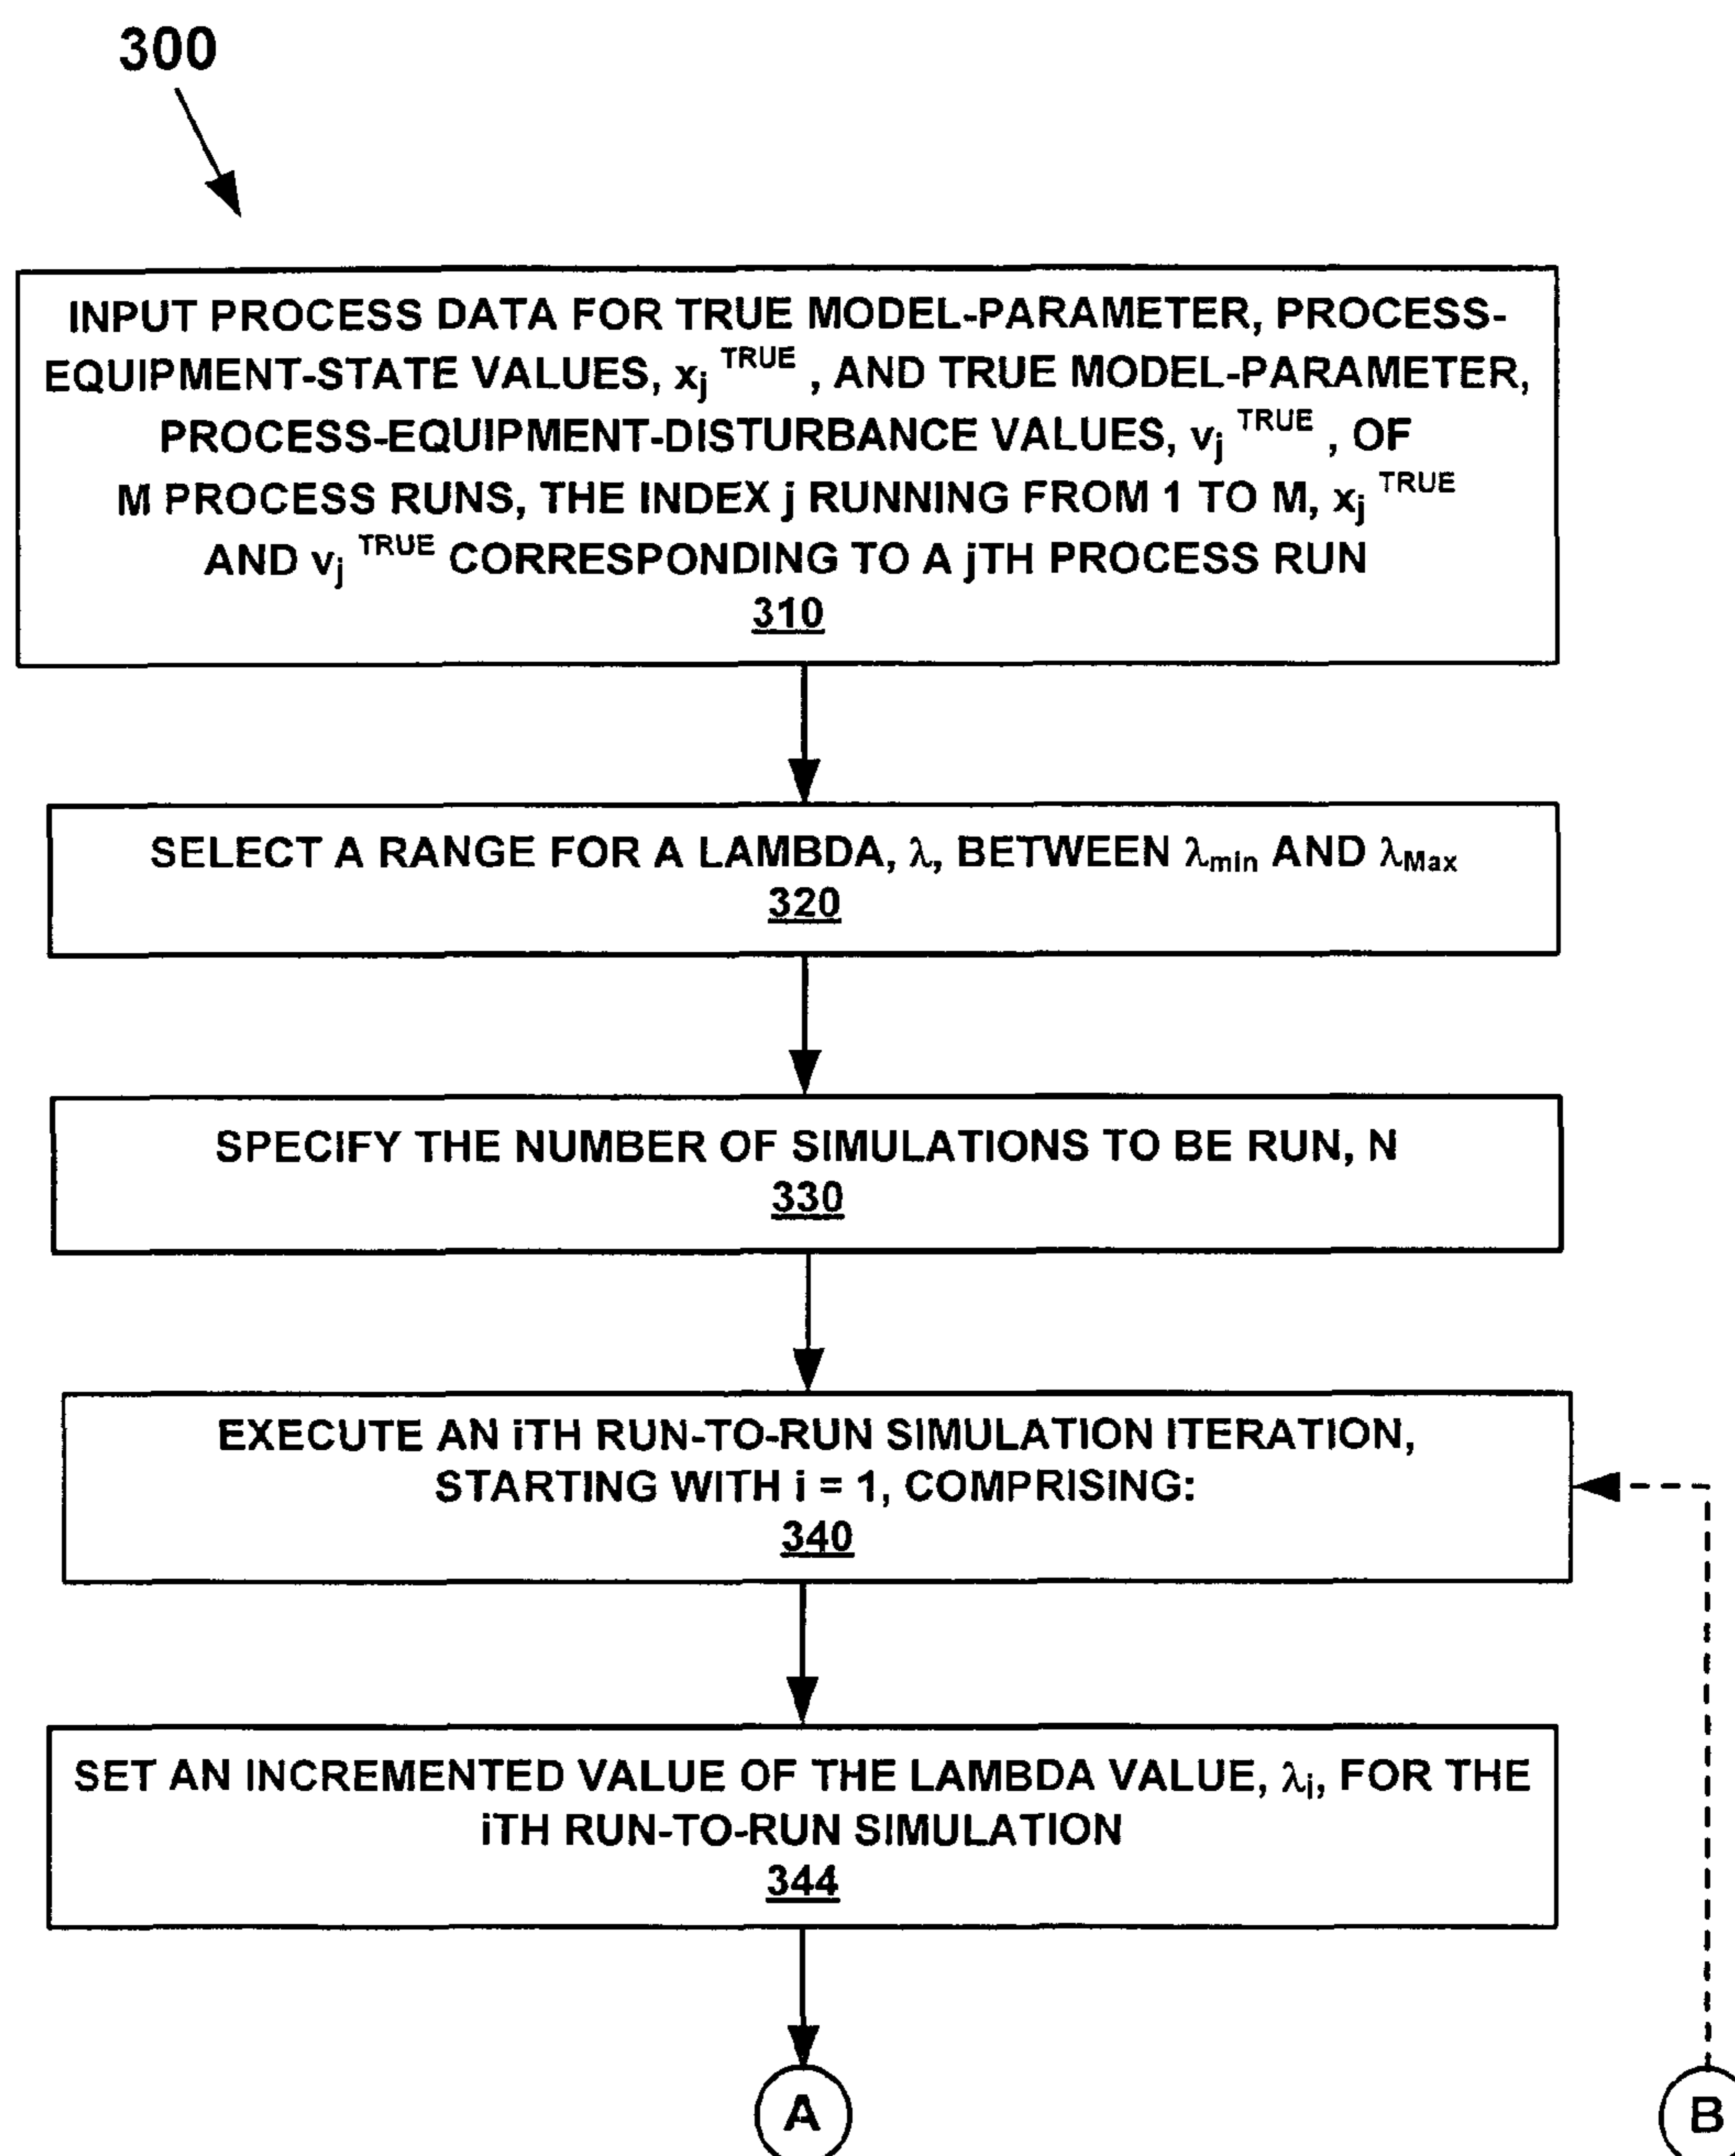 300
INPUT PROCESS DATA FOR TRUE MODEL-PARAMETER, PROCESS-
EQUIPMENT-STATE VALUES, xj TRUE , AND TRUE MODEL-PARAMETER,
PROCESS-EQUIPMENT-DISTURBANCE VALUES, vj TRUE , OF
M PROCESS RUNS, THE INDEX j RUNNING FROM 1 TO M, xj TRUE
AND vj TRUE CORRESPONDING TO A jTH PROCESS RUN
310
SELECT A RANGE FOR A LAMBDA, λ, BETWEEN λmin AND λMax
320
SPECIFY THE NUMBER OF SIMULATIONS TO BE RUN, N
330
EXECUTE AN iTH RUN-TO-RUN SIMULATION ITERATION,
STARTING WITH i = 1, COMPRISING:
340
SET AN INCREMENTED VALUE OF THE LAMBDA VALUE, λi, FOR THE
iTH RUN-TO-RUN SIMULATION
344
A
B